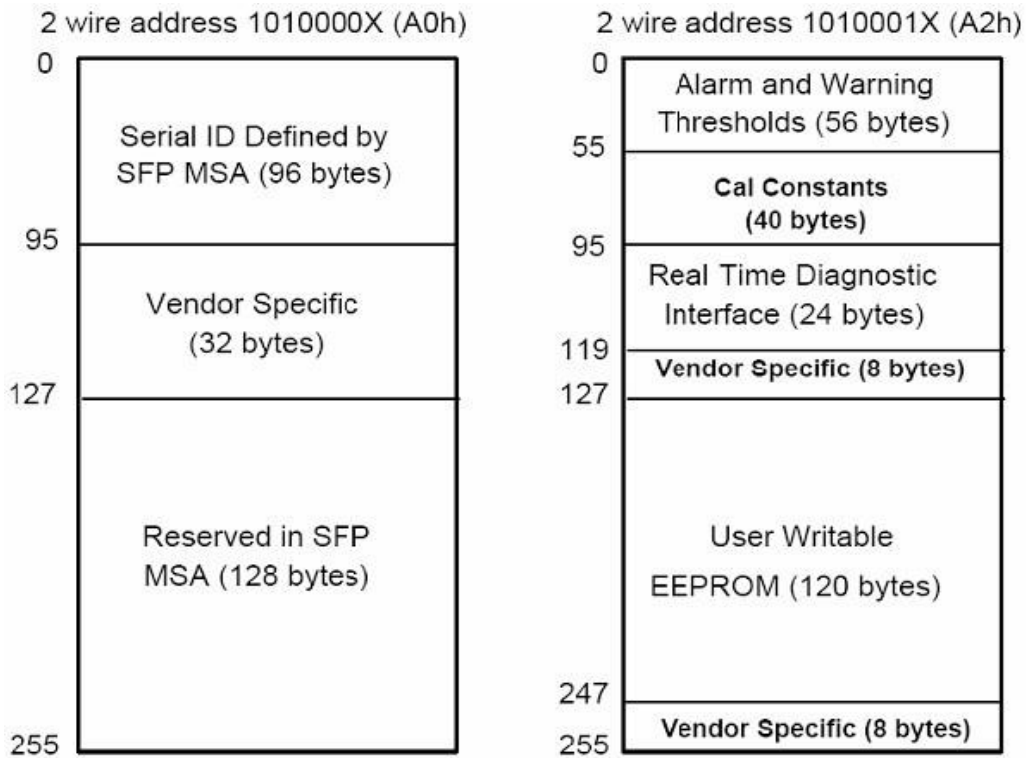 2 wire address 1010000X (A0h)
0
Serial ID Defined by
SFP MSA (96 bytes)
95
Vendor Specific
(32 bytes)
127
Reserved in SFP
MSA (128 bytes)
255
2 wire address 1010001X (A2h)
0
Alarm and Warning
Thresholds (56 bytes)
55
Cal Constants
(40 bytes)
95
Real Time Diagnostic
Interface (24 bytes)
119
Vendor Specific (8 bytes)
127
User Writable
EEPROM (120 bytes)
247
Vendor Specific (8 bytes)
255